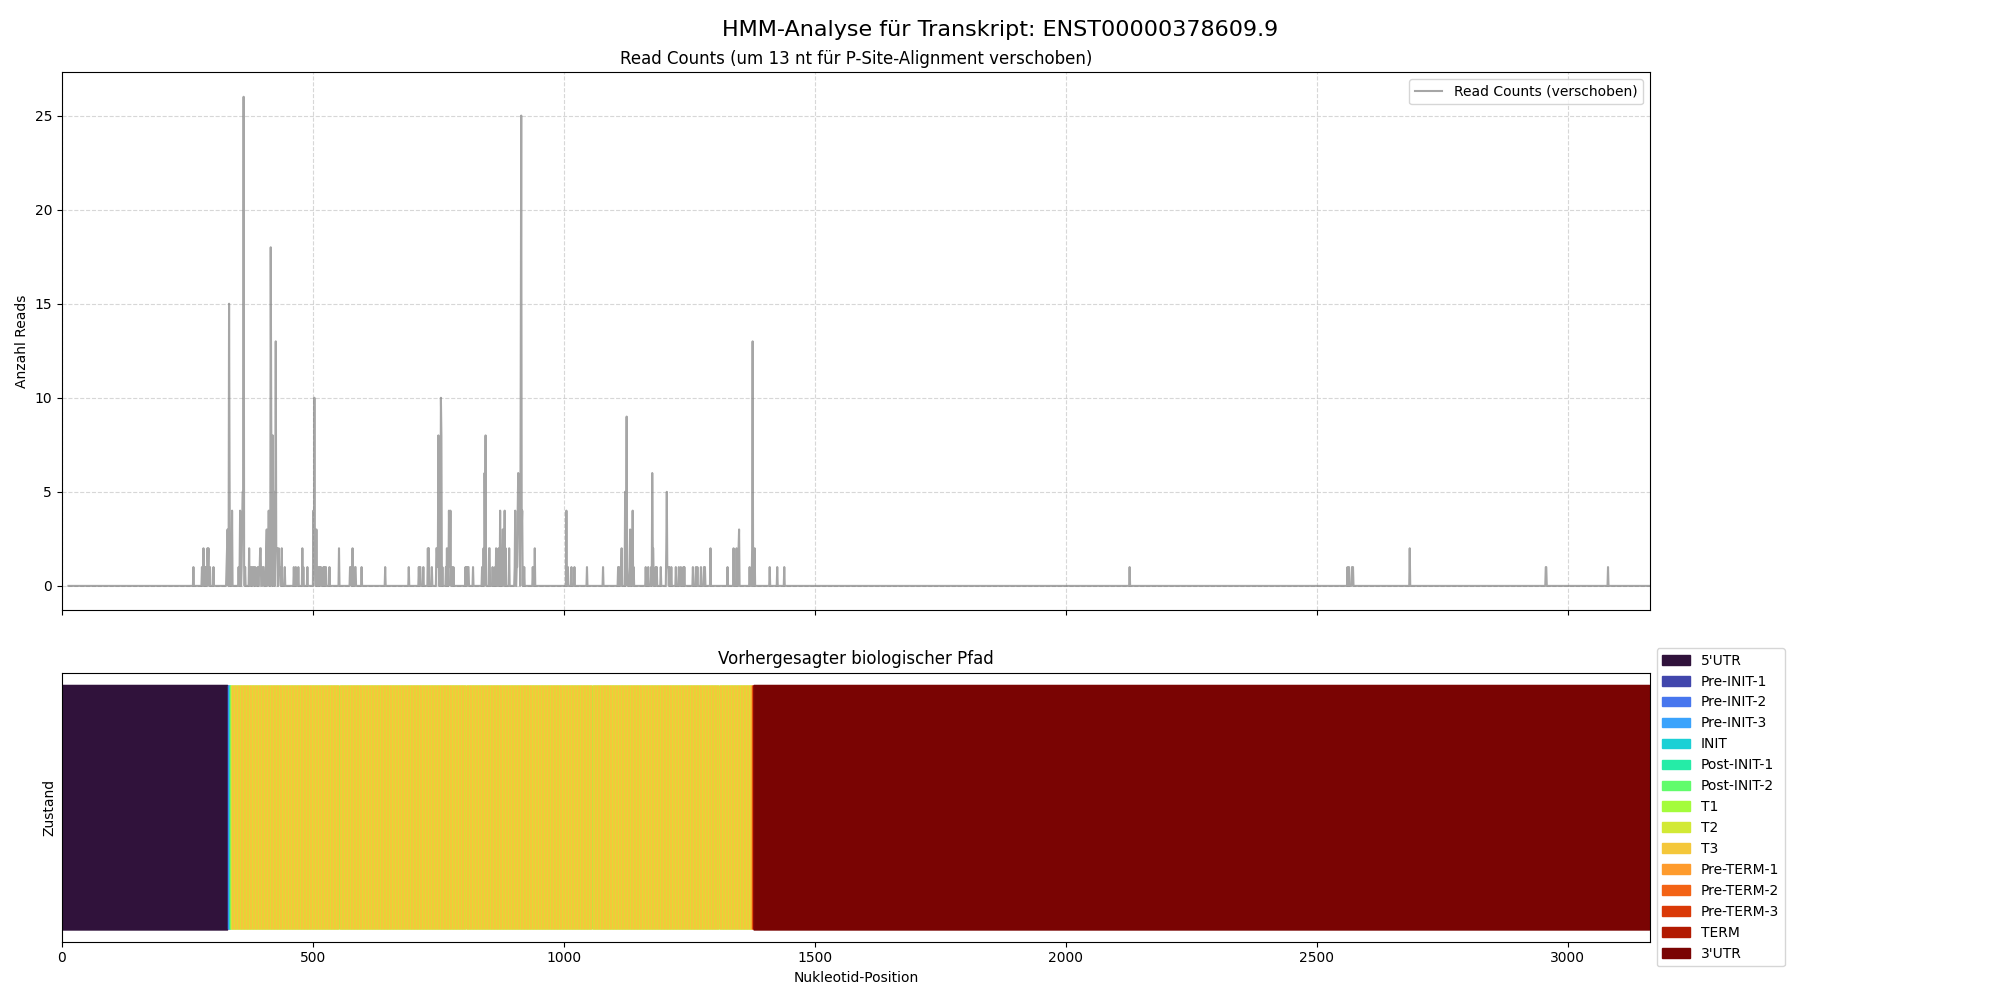 HMM-Analyse für Transkript: ENST00000378609.9
Read Counts (um 13 nt für P-Site-Alignment verschoben)
Read Counts (verschoben)
Anzahl Reads
25
20
15
10
5
0
Vorhergesagter biologischer Pfad
Zustand
0
500
1000
1500
2000
2500
3000
Nukleotid-Position
5'UTR
Pre-INIT-1
Pre-INIT-2
Pre-INIT-3
INIT
Post-INIT-1
Post-INIT-2
T1
T2
T3
Pre-TERM-1
Pre-TERM-2
Pre-TERM-3
TERM
3'UTR